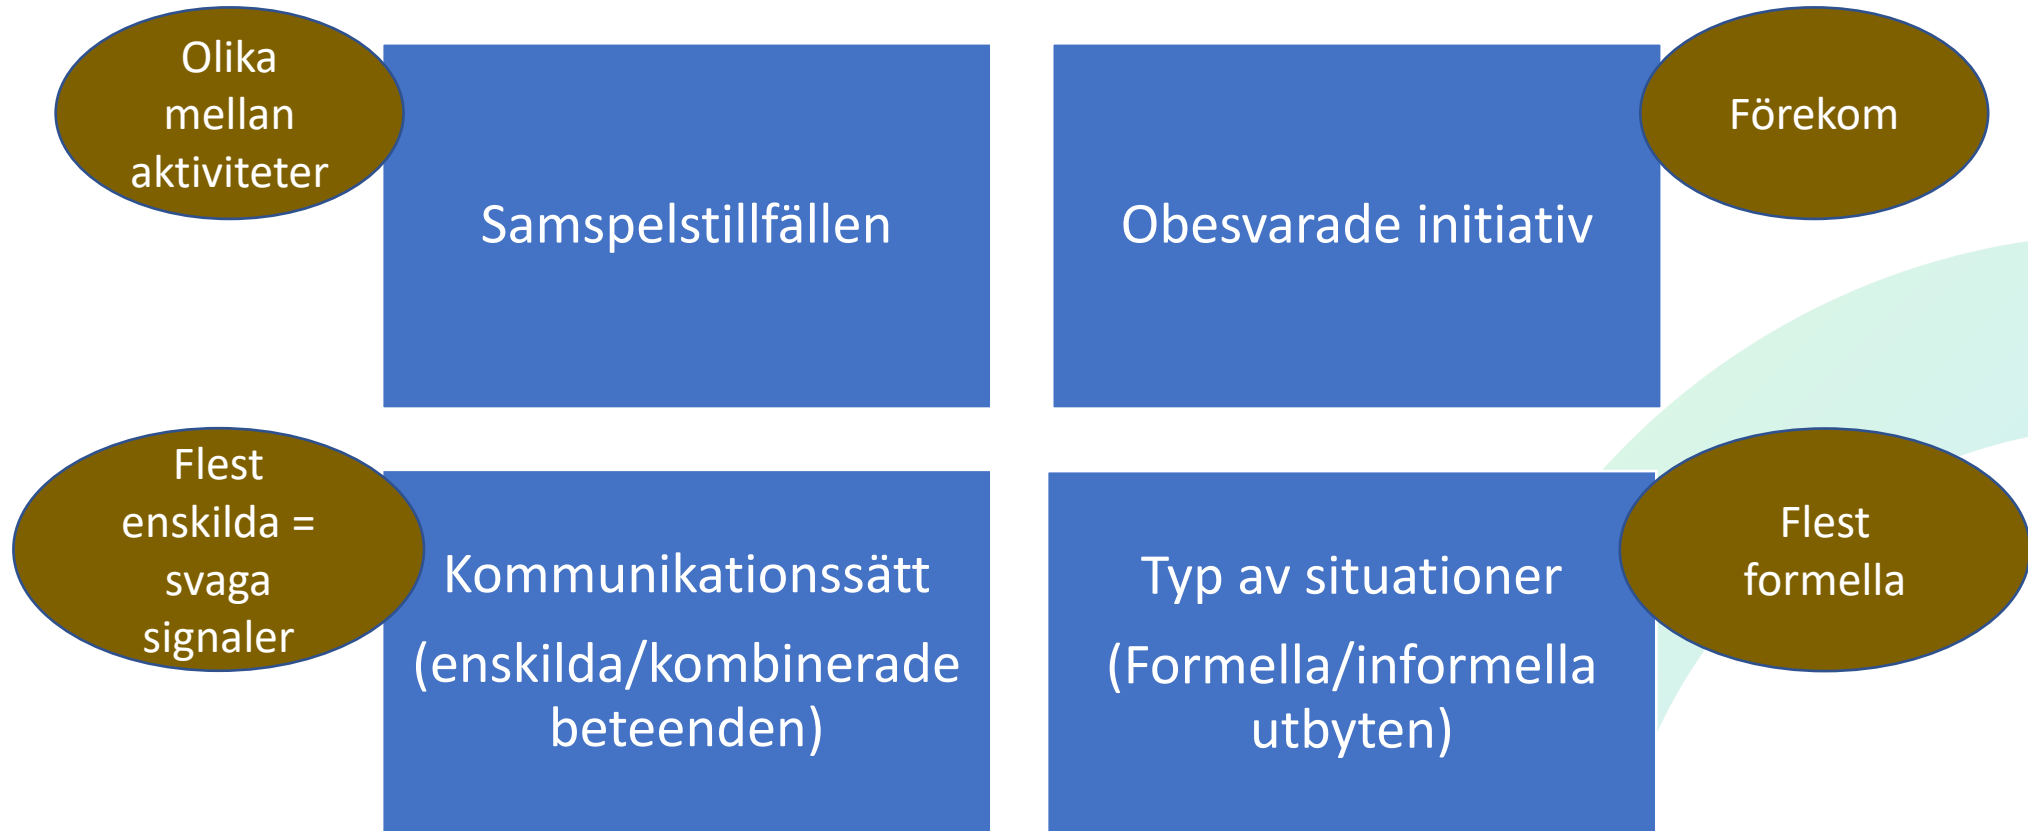 Olika
mellan
aktiviteter
Samspelstillfällen
Obesvarade initiativ
Förekom
Flest
enskilda =
svaga
signaler
Kommunikationssätt
(enskilda/kombinerade
beteenden)
Typ av situationer
(Formella/informella
utbyten)
Flest
formella